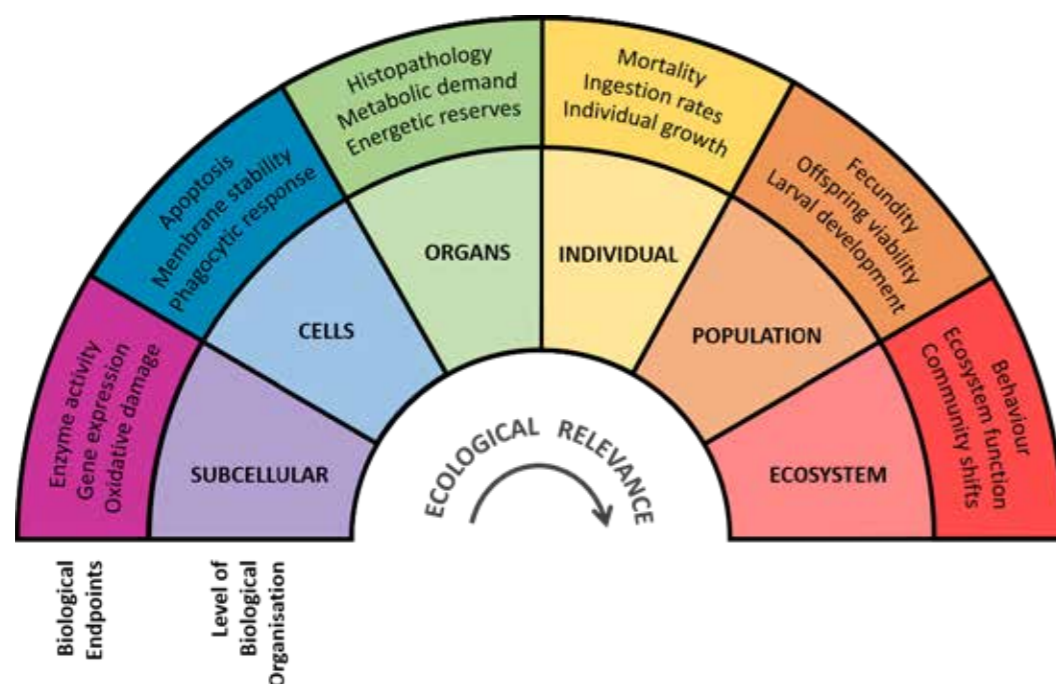 Enzyme activity
Gene expression
Oxidative damage
SUBCELLULAR
Apoptosis
Membrane stability
Phagocytic response
CELLS
Histopathology
Metabolic demand
Energetic reserves
ORGANS
Mortality
Ingestion rates
Individual growth
INDIVIDUAL
Fecundity
Offspring viability
Larval development
POPULATION
Behaviour
Ecosystem function
Community shifts
ECOSYSTEM
ECOLOGICAL RELEVANCE
Biological
Endpoints
Level of
Biological
Organisation